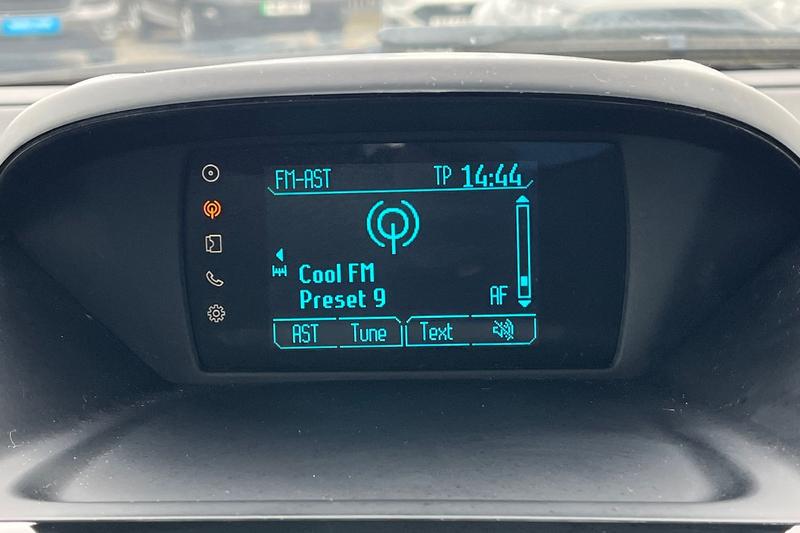 FM-AST TP 14:44
Cool FM
Preset 9
AF
AST Tune Text